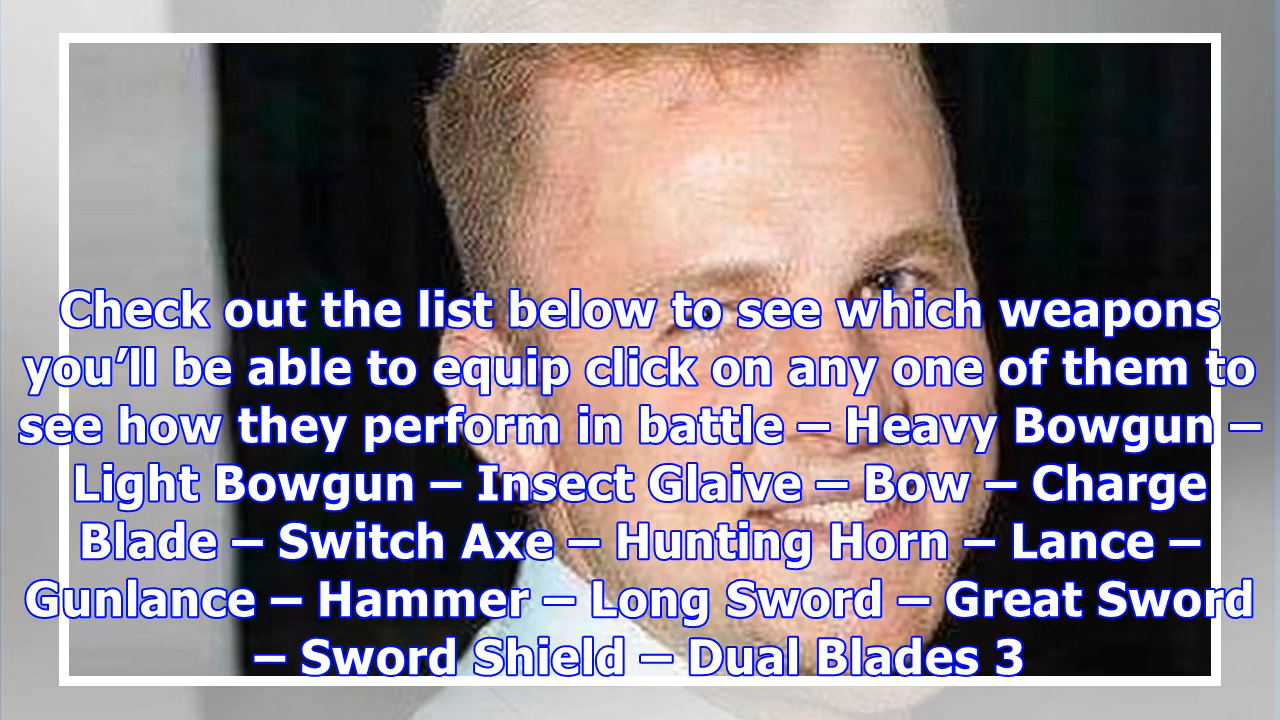 Check out the list below to see which weapons
you’ll be able to equip click on any one of them to
see how they perform in battle – Heavy Bowgun –
Light Bowgun – Insect Glaive – Bow – Charge
Blade – Switch Axe – Hunting Horn – Lance –
Gunlance – Hammer – Long Sword – Great Sword
– Sword Shield – Dual Blades 3